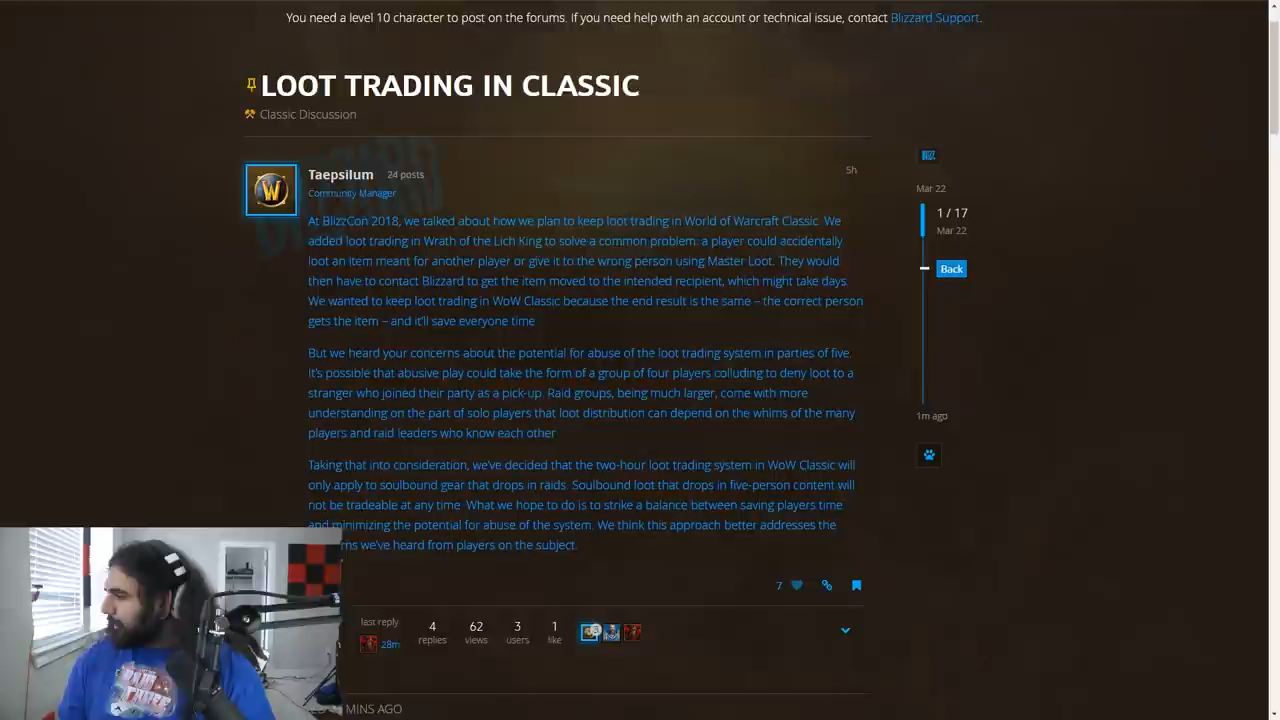 You need a level 10 character to post on the forums. If you need help with an account or technical issue, contact Blizzard Support.
LOOT TRADING IN CLASSIC
Classic Discussion
Taepsilum 24 posts
5h
Community Manager
At BlizzCon 2018, we talked about how we plan to keep loot trading in World of Warcraft Classic. We
added loot trading in Wrath of the Lich King to solve a common problem: a player could accidentally
loot an item meant for another player or give it to the wrong person using Master Loot. They would
then have to contact Blizzard to get the item moved to the intended recipient, which might take days.
We wanted to keep loot trading in WoW Classic because the end result is the same – the correct person
gets the item – and it'll save everyone time
But we heard your concerns about the potential for abuse of the loot trading system in parties of five.
It's possible that abusive play could take the form of a group of four players colluding to deny loot to a
stranger who joined their party as a pick-up. Raid groups, being much larger, come with more
understanding on the part of solo players that loot distribution can depend on the whims of the many
players and raid leaders who know each other
Taking that into consideration, we've decided that the two-hour loot trading system in WoW Classic will
only apply to soulbound gear that drops in raids. Soulbound loot that drops in five-person content will
not be tradeable at any time. What we hope to do is to strike a balance between saving players time
and minimizing the potential for abuse of the system. We think this approach better addresses the
rns we've heard from players on the subject.
7
last reply
28m
4
replies
62
views
3
users
1
like
MINS AGO
BLIZZ
Mar 22
1 / 17
Mar 22
Back
1m ago